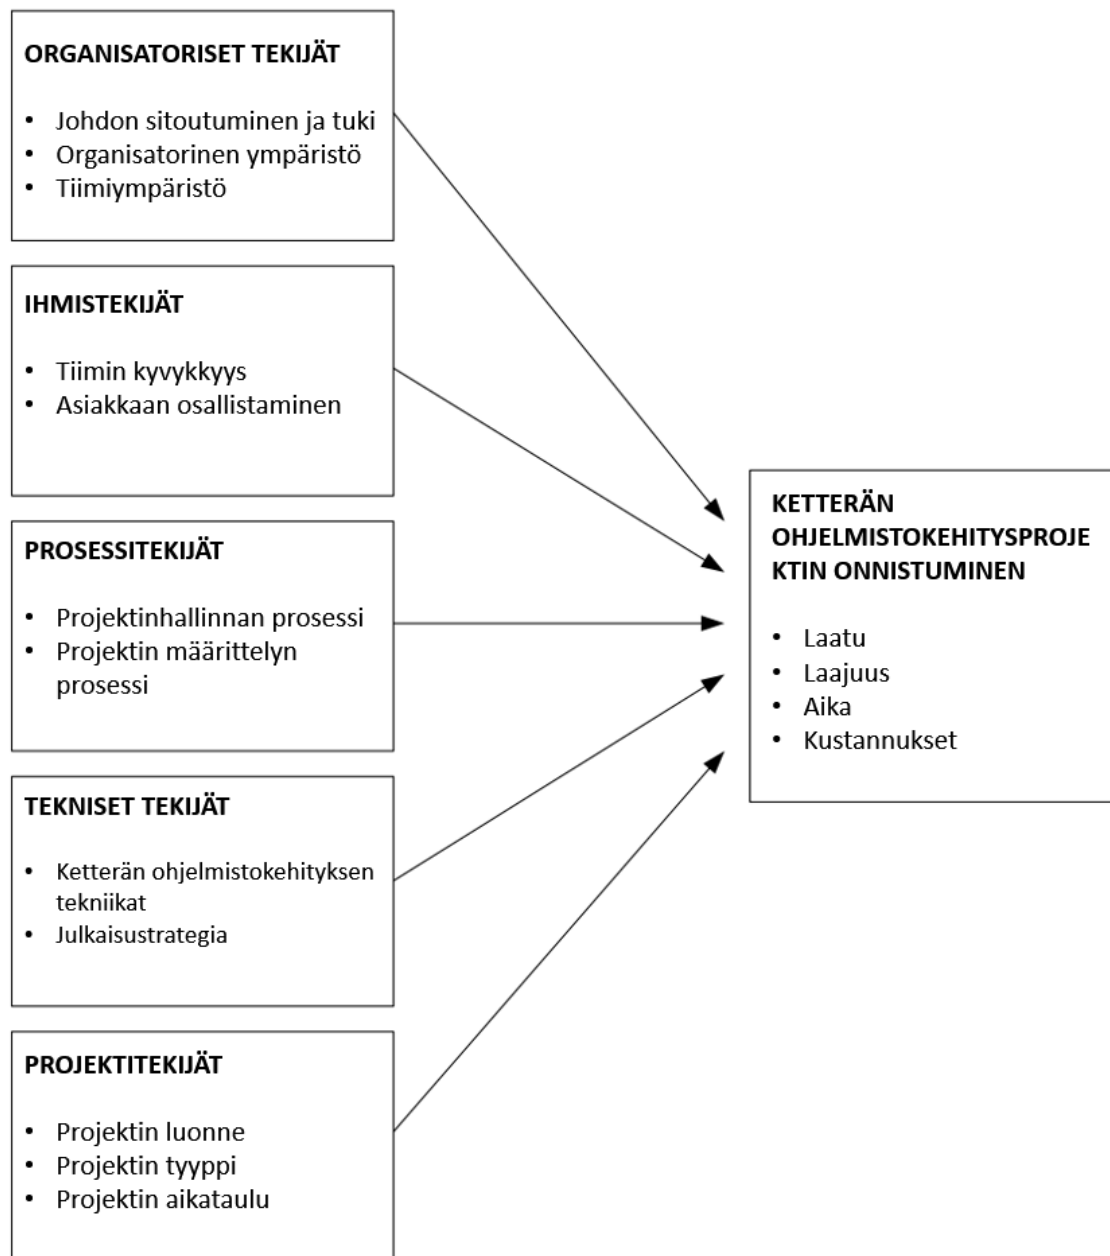 ORGANISATORISET TEKIJÄT
• Johdon sitoutuminen ja tuki
• Organisatorinen ympäristö
• Tiimiympäristö
IHMISTEKIJÄT
• Tiimin kyvykkyys
• Asiakkaan osallistaminen
PROSESSITEKIJÄT
• Projektinhallinnan prosessi
• Projektin määrittelyn
prosessi
TEKNISET TEKIJÄT
• Ketterän ohjelmistokehityksen
tekniikat
• Julkaisustrategia
PROJEKTITEKIJÄT
• Projektin luonne
• Projektin tyyppi
• Projektin aikataulu
KETTERÄN
OHJELMISTOKEHITYSPROJE
KTIN ONNISTUMINEN
• Laatu
• Laajuus
• Aika
• Kustannukset